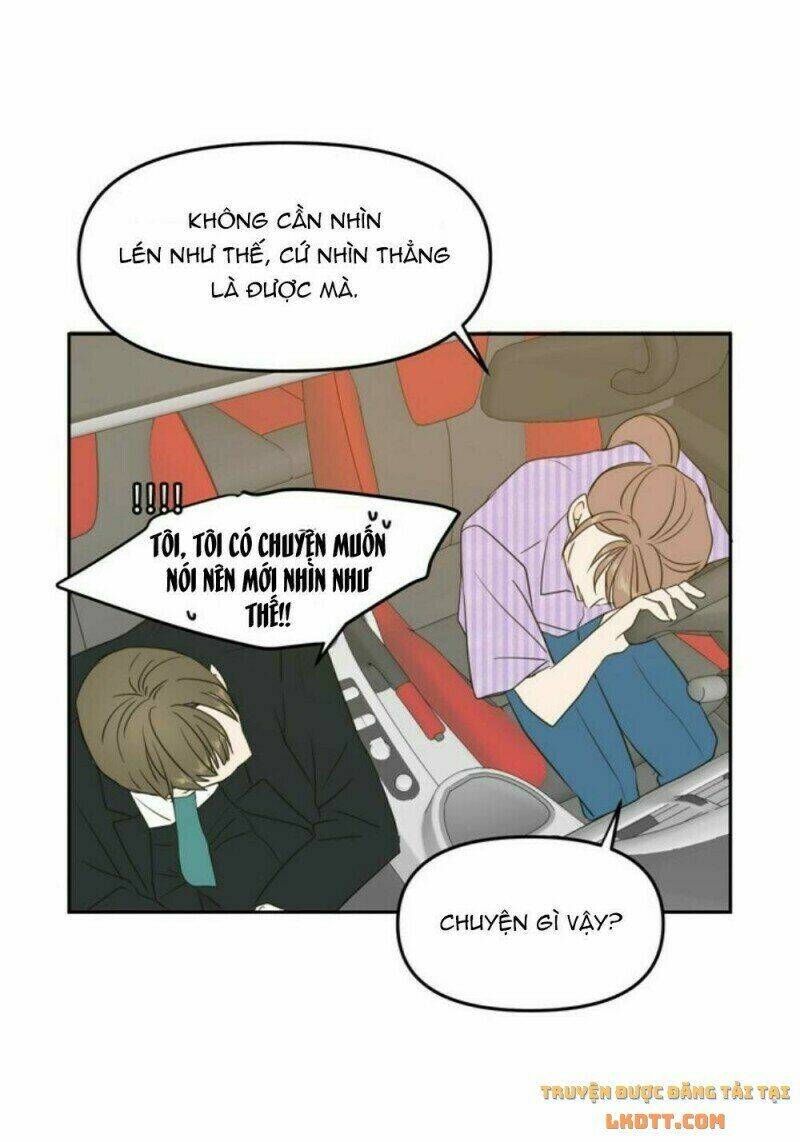 KHÔNG CẦN NHÌN
LÉN NHƯ THẾ, CỨ NHÌN THẲNG
LÀ ĐƯỢC MÀ.
!!!!
TÔI, TÔI CÓ CHUYỆN MUỐN
NÓI NÊN MỚI NHÌN NHƯ
THẾ!!
CHUYỆN GÌ VẬY?
TRUYỆN ĐƯỢC ĐĂNG TẢI TẠI
LKDTT.COM